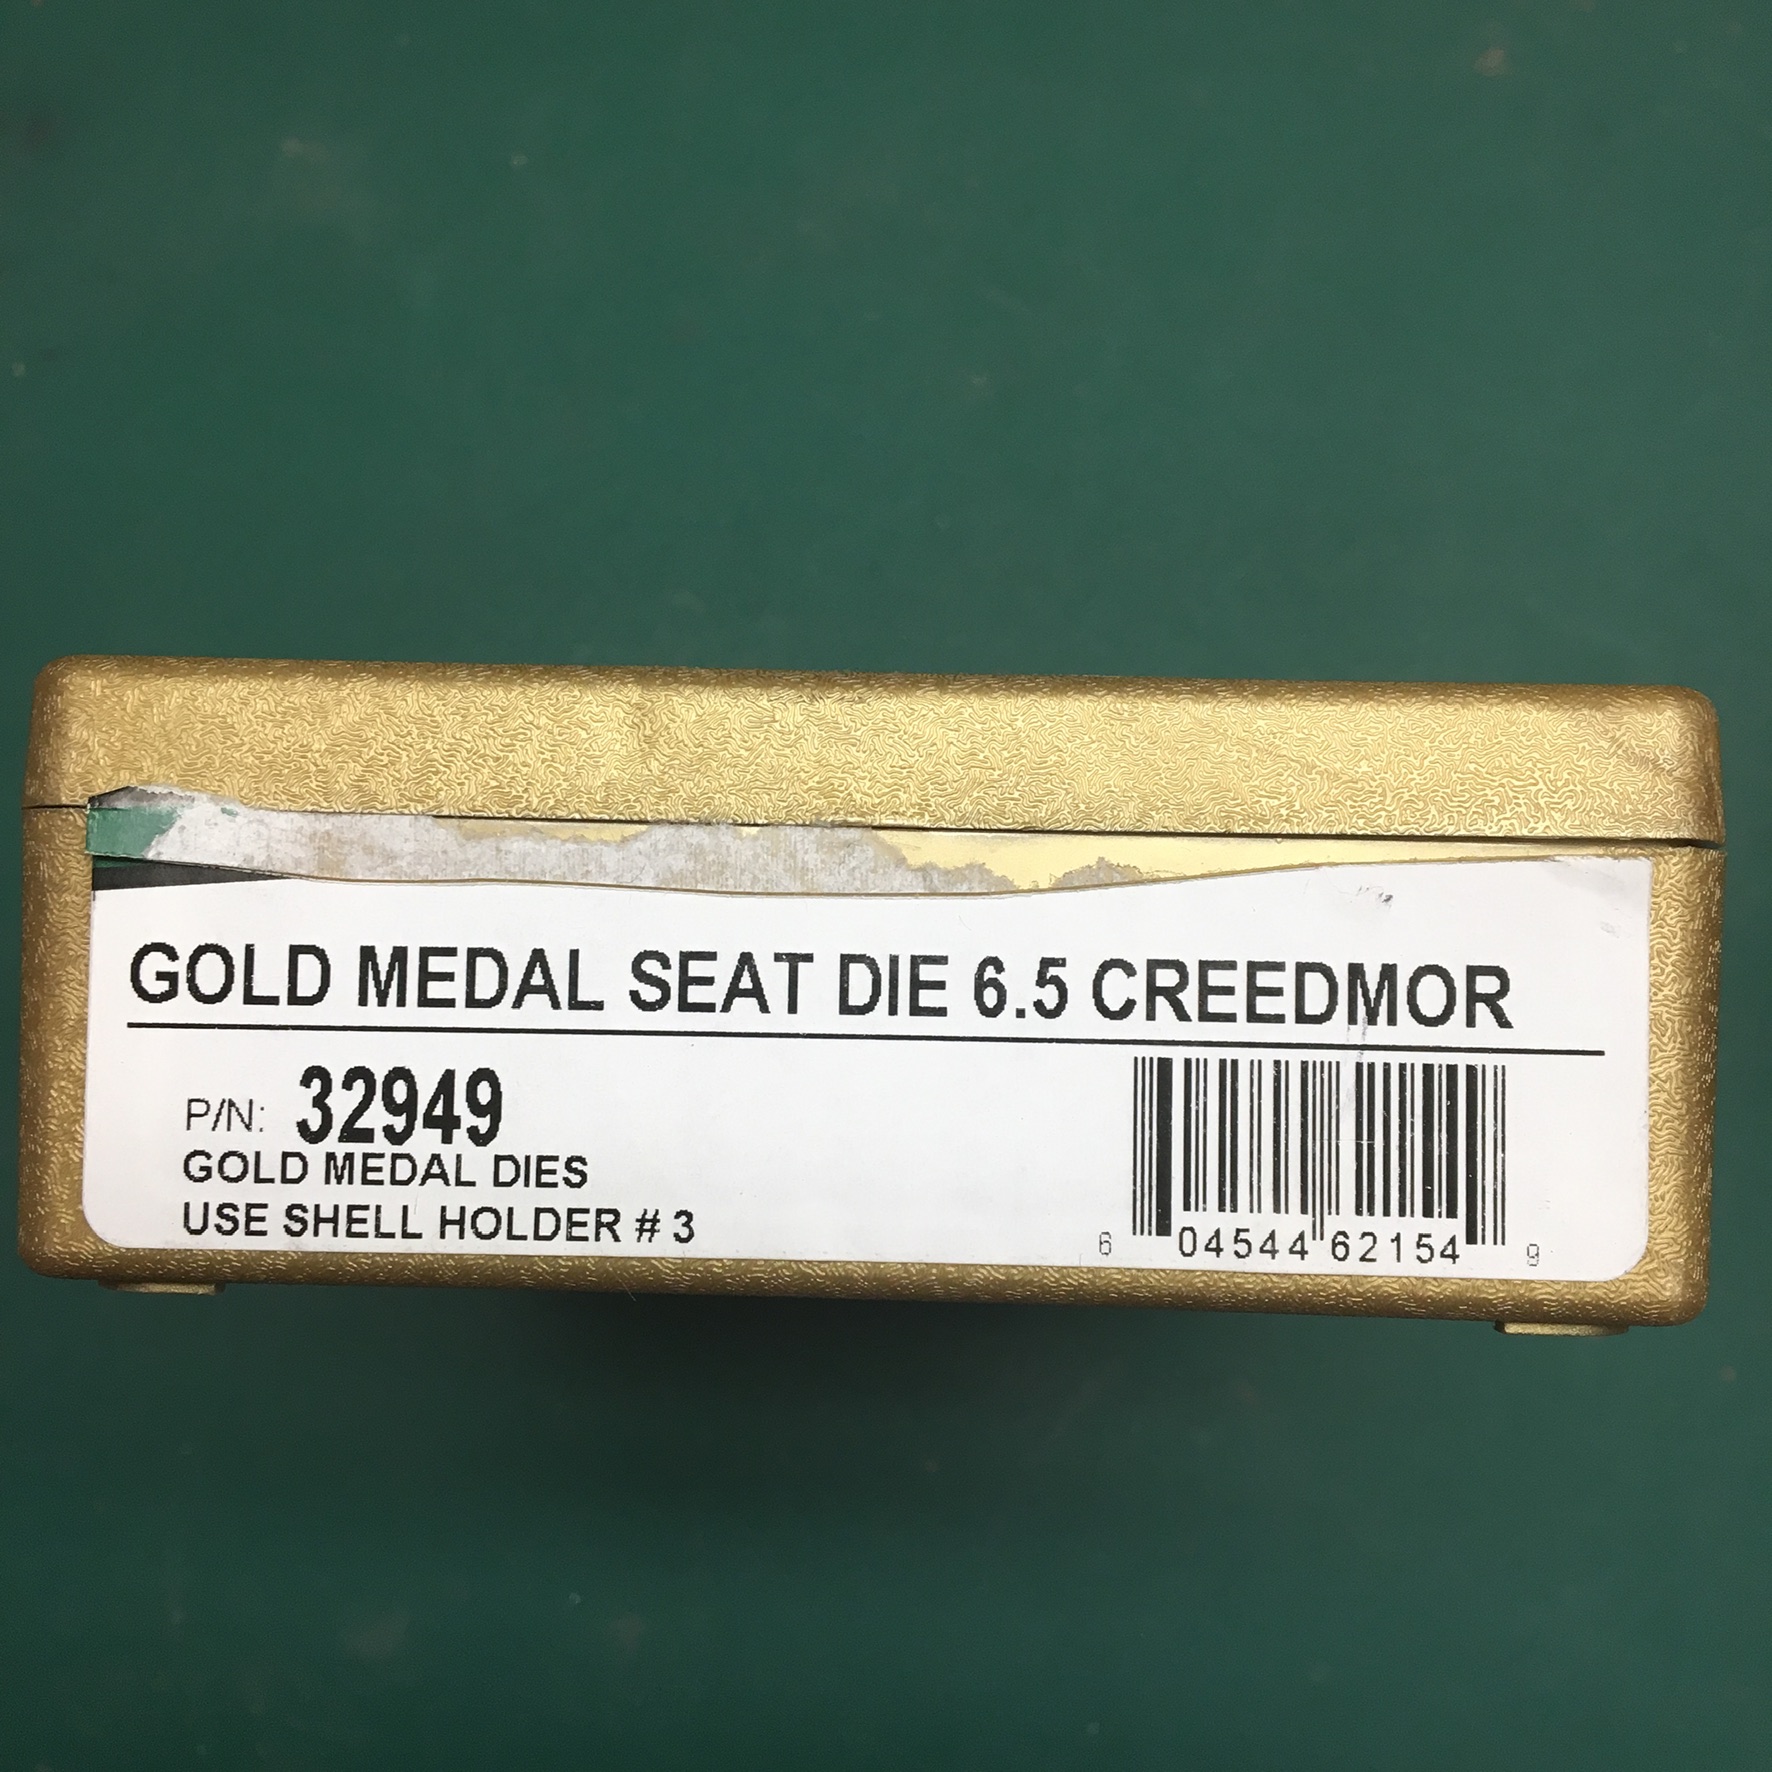 GOLD MEDAL SEAT DIE 6.5 CREEDMOR
P/N: 32949
GOLD MEDAL DIES
USE SHELL HOLDER # 3
6 04544 62154 9